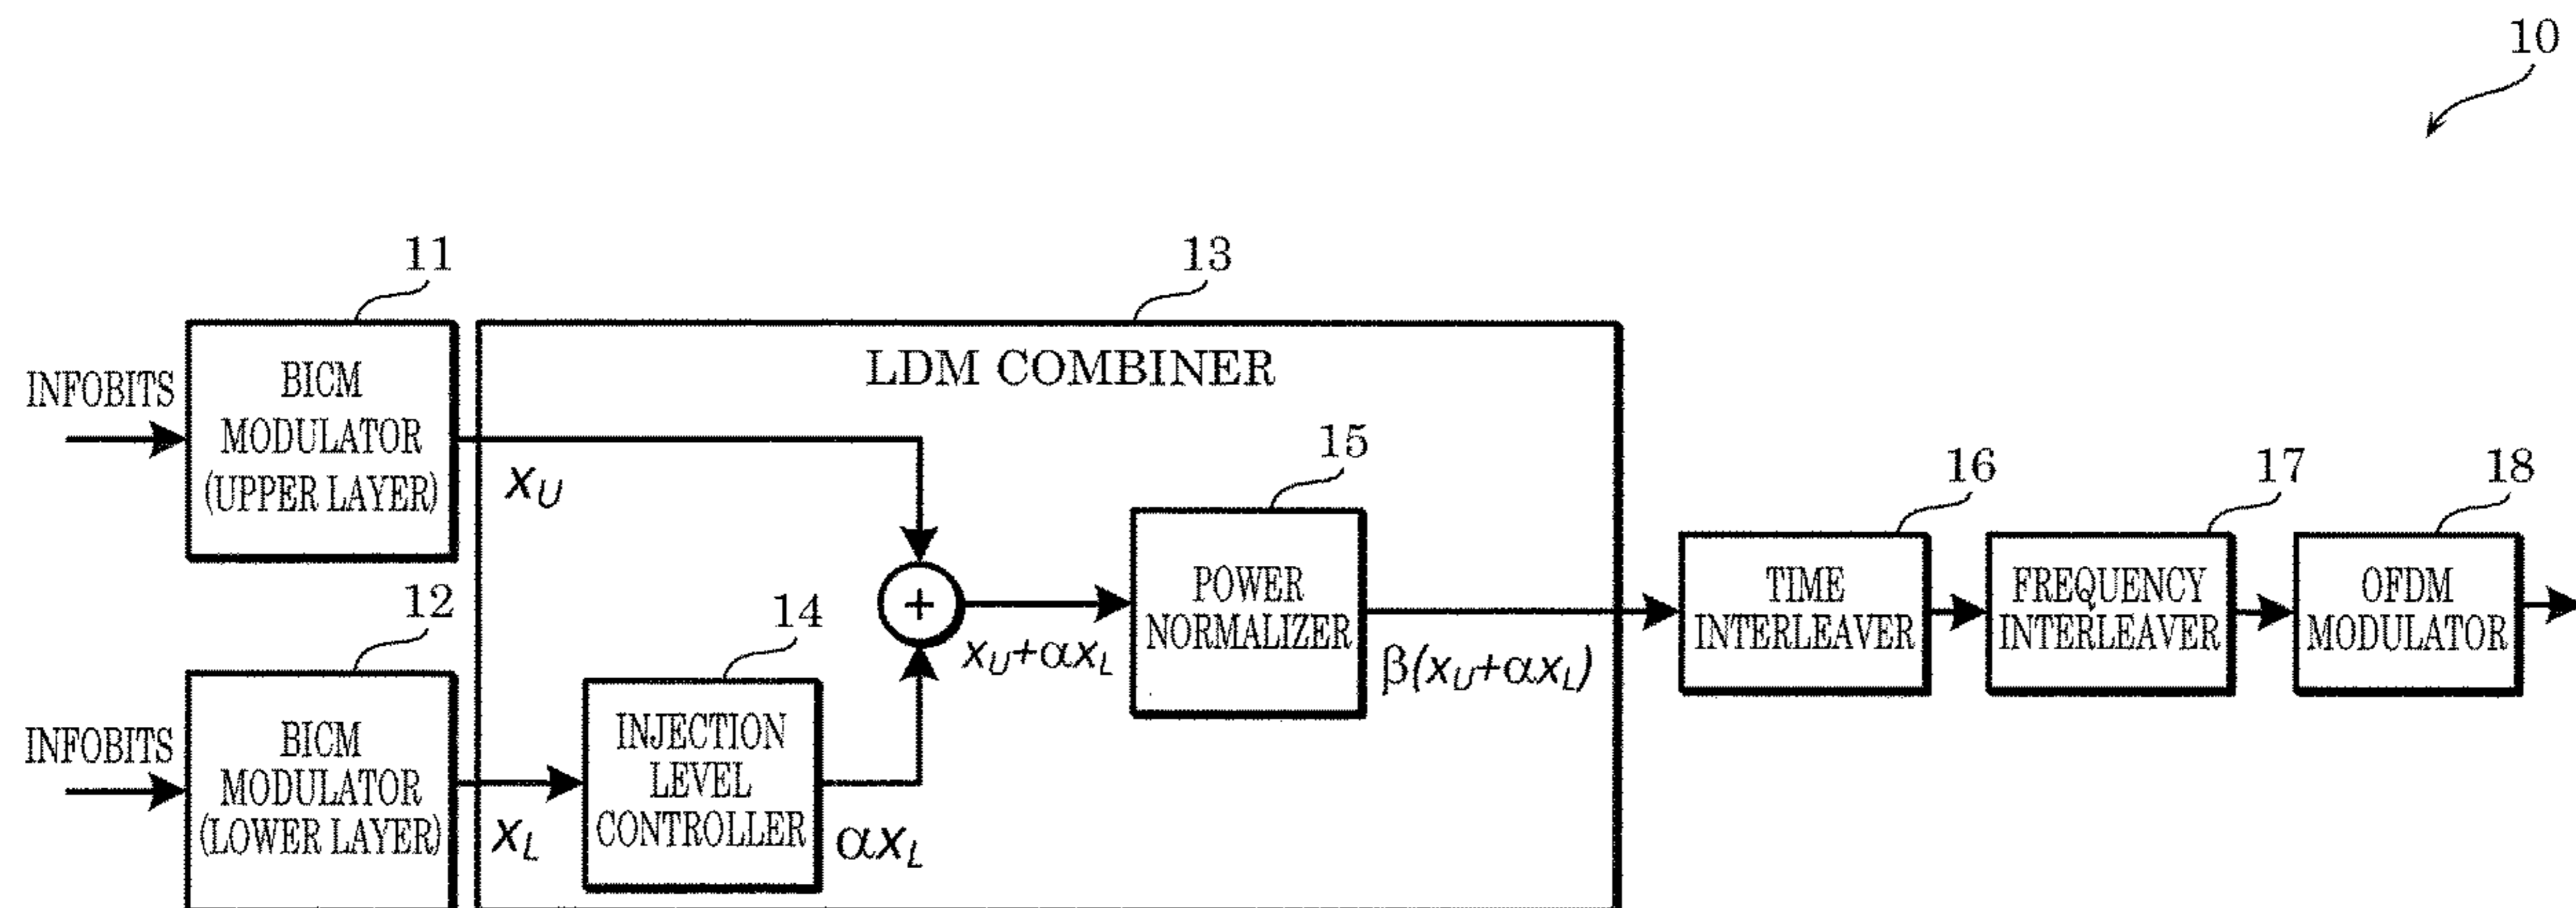 10
11
13
INFOBITS
BICM
MODULATOR
(UPPER LAYER)
LDM COMBINER
x_U
15
16
17
18
POWER
NORMALIZER
TIME
INTERLEAVER
FREQUENCY
INTERLEAVER
OFDM
MODULATOR
+
x_U+αx_L
β(x_U+αx_L)
12
14
INFOBITS
BICM
MODULATOR
(LOWER LAYER)
x_L
INJECTION
LEVEL
CONTROLLER
αx_L